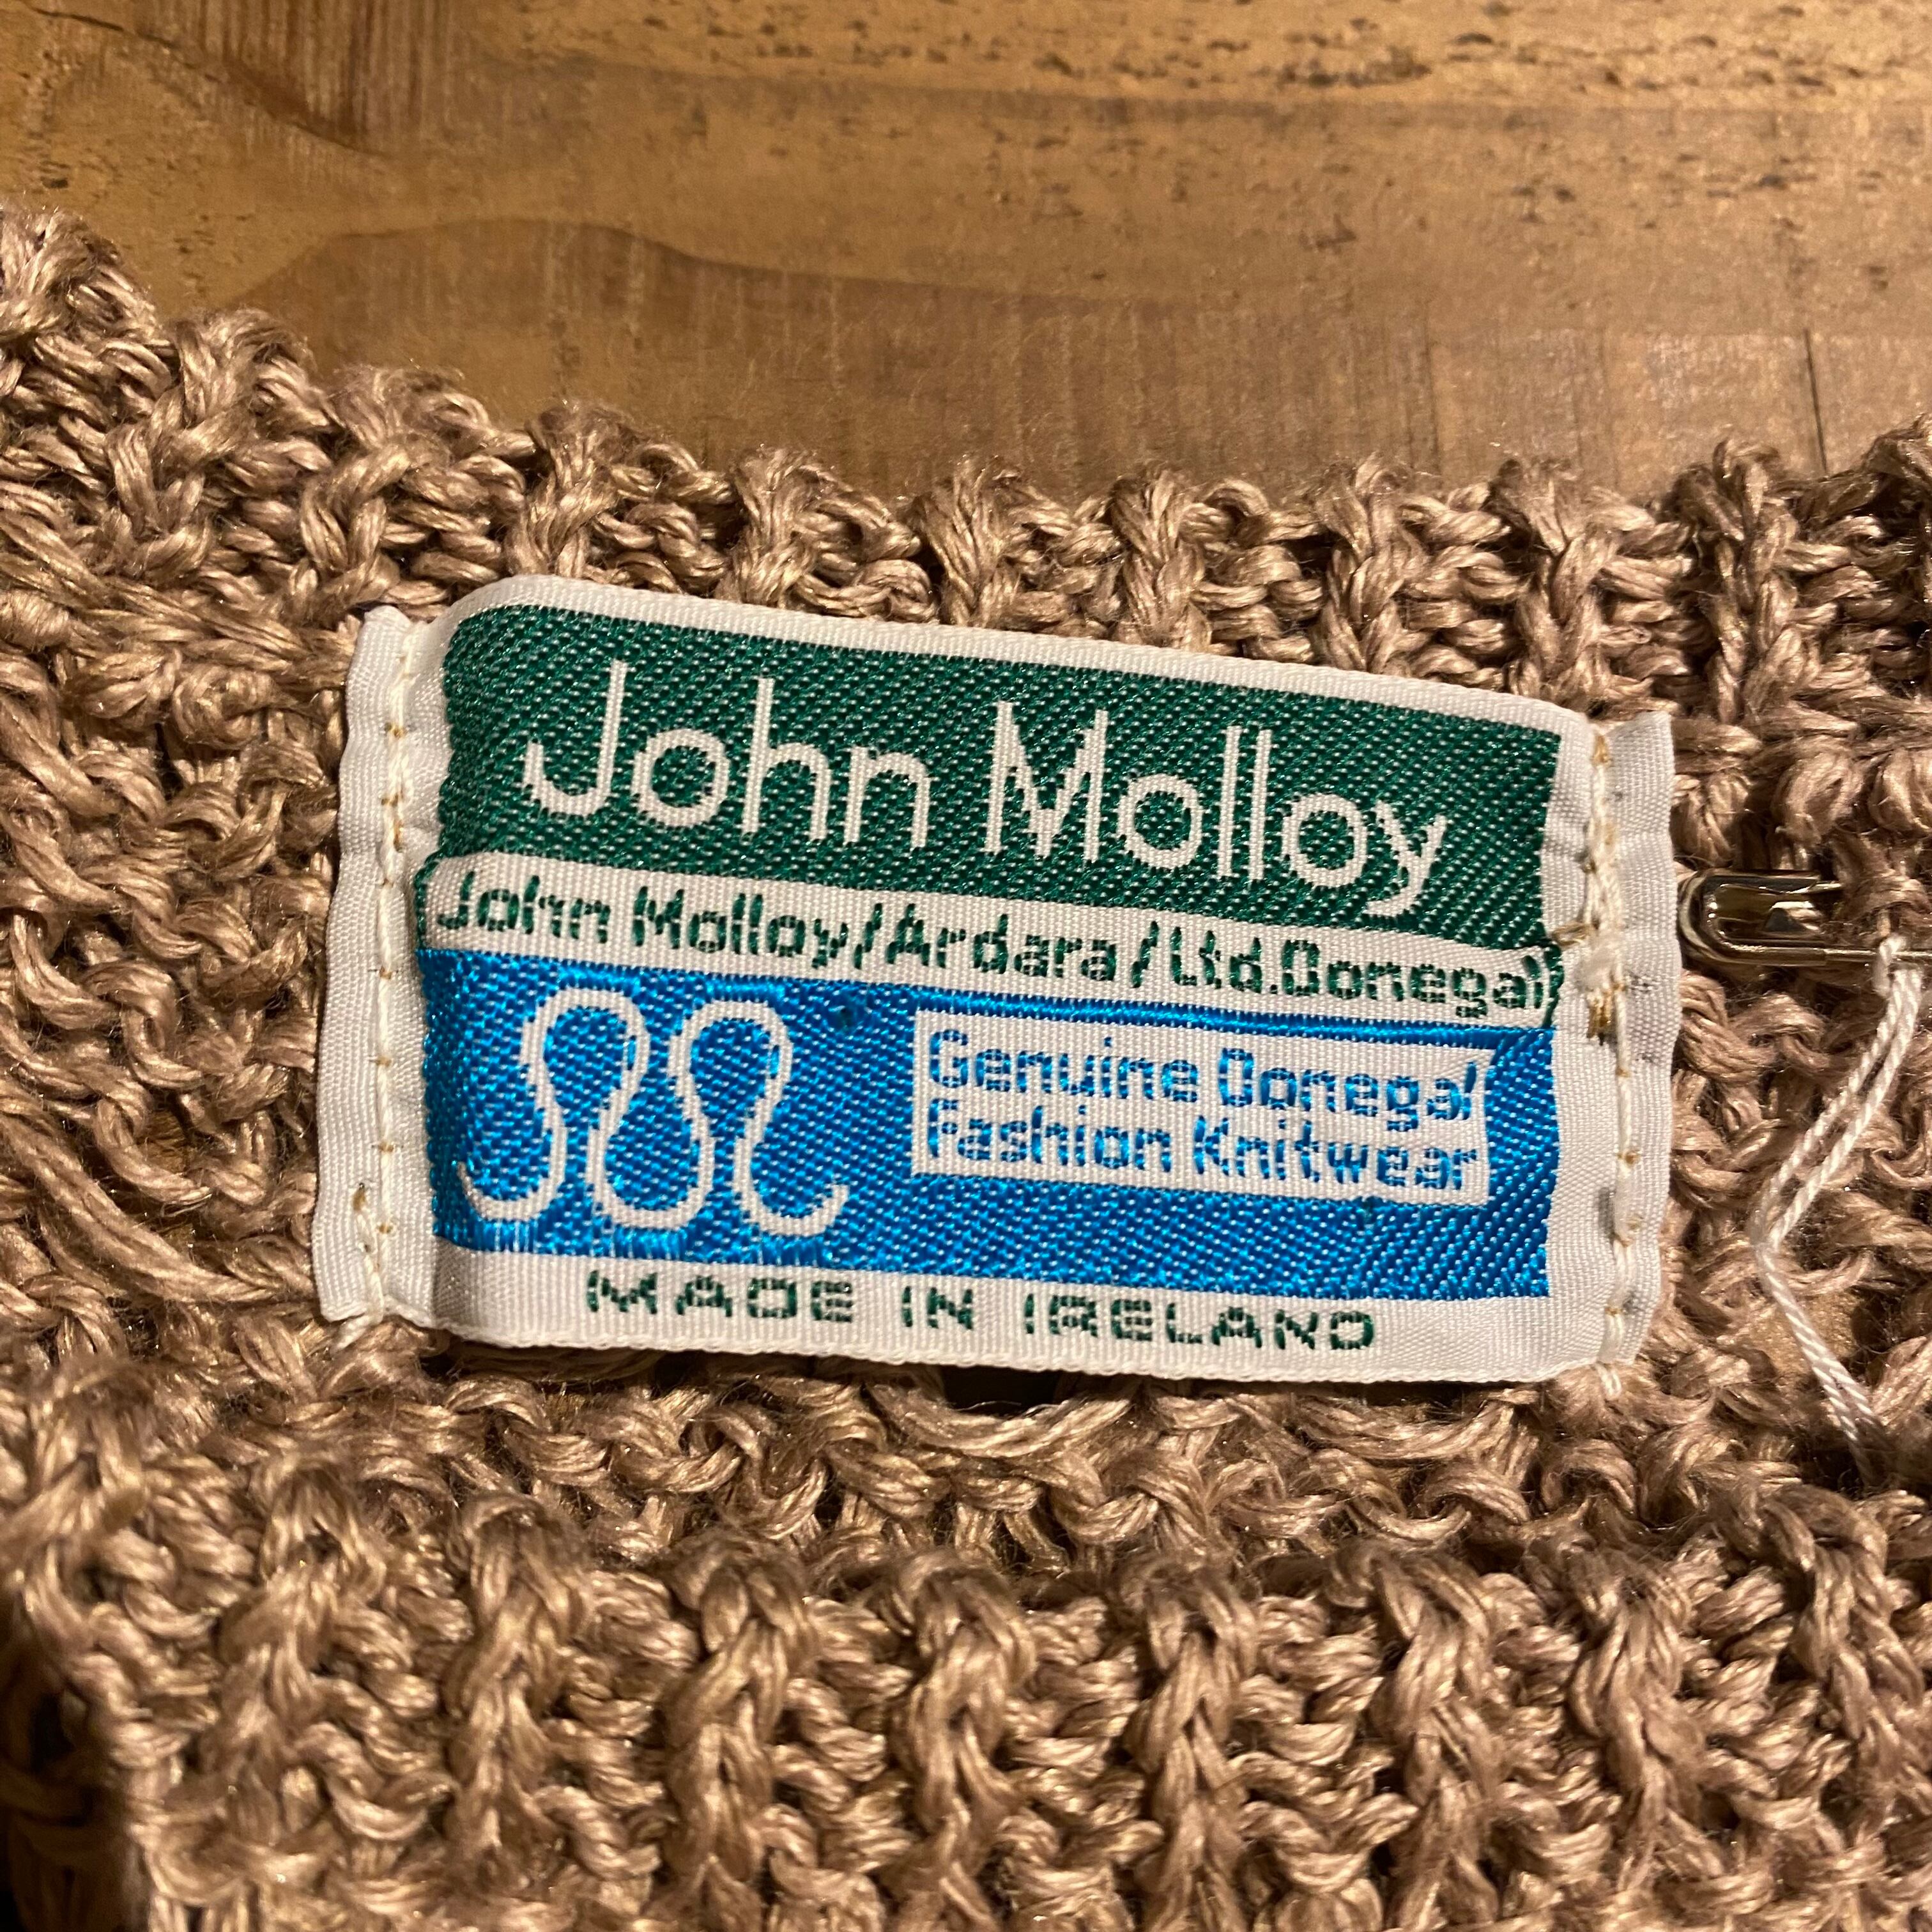 John Molloy
John Molloy/Ardara/Ltd.Donegal
Genuine Donegal
Fashion Knitwear
MADE IN IRELAND